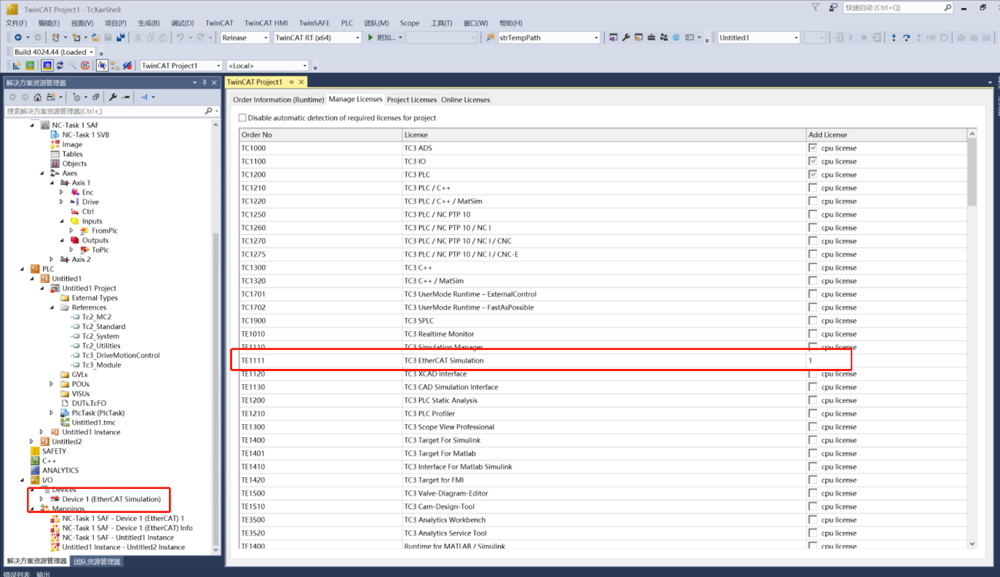 TwinCAT Project1 - TcXaeShell
快速启动 (Ctrl+Q)
文件(F) 编辑(E) 视图(V) 项目(P) 生成(B) 调试(D) TwinCAT TwinCAT HMI TwinSAFE PLC 团队(M) Scope 工具(T) 窗口(W) 帮助(H)
Release TwinCAT RT (x64) 附加... strTempPath Untitled1
Build 4024.44 (Loaded
TwinCAT Project1 <Local>
解决方案资源管理器
搜索解决方案资源管理器(Ctrl+;)
NC-Task 1 SAF
NC-Task 1 SVB
Image
Tables
Objects
Axes
Axis 1
Enc
Drive
Ctrl
Inputs
FromPlc
Outputs
ToPlc
Axis 2
PLC
Untitled1
Untitled1 Project
External Types
References
Tc2_MC2
Tc2_Standard
Tc2_System
Tc2_Utilities
Tc3_DriveMotionControl
Tc3_Module
GVLs
POUs
VISUs
DUTs.TcFO
PlcTask (PlcTask)
Untitled1.tmc
Untitled1 Instance
Untitled2
SAFETY
C++
ANALYTICS
I/O
Devices
Device 1 (EtherCAT Simulation)
Mappings
NC-Task 1 SAF - Device 1 (EtherCAT) 1
NC-Task 1 SAF - Device 1 (EtherCAT) Info
NC-Task 1 SAF - Untitled1 Instance
Untitled1 Instance - Untitled2 Instance
解决方案资源管理器 团队资源管理器
错误列表 输出
TwinCAT Project1
Order Information (Runtime) Manage Licenses Project Licenses Online Licenses
Disable automatic detection of required licenses for project
Order No License Add License
TC1000 TC3 ADS cpu license
TC1100 TC3 IO cpu license
TC1200 TC3 PLC cpu license
TC1210 TC3 PLC / C++ cpu license
TC1220 TC3 PLC / C++ / MatSim cpu license
TC1250 TC3 PLC / NC PTP 10 cpu license
TC1260 TC3 PLC / NC PTP 10 / NC I cpu license
TC1270 TC3 PLC / NC PTP 10 / NC I / CNC cpu license
TC1275 TC3 PLC / NC PTP 10 / NC I / CNC-E cpu license
TC1300 TC3 C++ cpu license
TC1320 TC3 C++ / MatSim cpu license
TC1701 TC3 UserMode Runtime – ExternalControl cpu license
TC1702 TC3 UserMode Runtime – FastAsPossible cpu license
TC1900 TC3 SPLC cpu license
TE1010 TC3 Realtime Monitor cpu license
TE1110 TC3 Simulation Manager cpu license
TE1111 TC3 EtherCAT Simulation 1
TE1120 TC3 XCAD Interface cpu license
TE1130 TC3 CAD Simulation Interface cpu license
TE1200 TC3 PLC Static Analysis cpu license
TE1210 TC3 PLC Profiler cpu license
TE1300 TC3 Scope View Professional cpu license
TE1400 TC3 Target For Simulink cpu license
TE1401 TC3 Target For Matlab cpu license
TE1410 TC3 Interface For Matlab Simulink cpu license
TE1420 TC3 Target for FMI cpu license
TE1500 TC3 Valve-Diagram-Editor cpu license
TE1510 TC3 Cam-Design-Tool cpu license
TE3500 TC3 Analytics Workbench cpu license
TE3520 TC3 Analytics Service Tool cpu license
TE1400 Runtime for MATLAB / Simulink cpu license